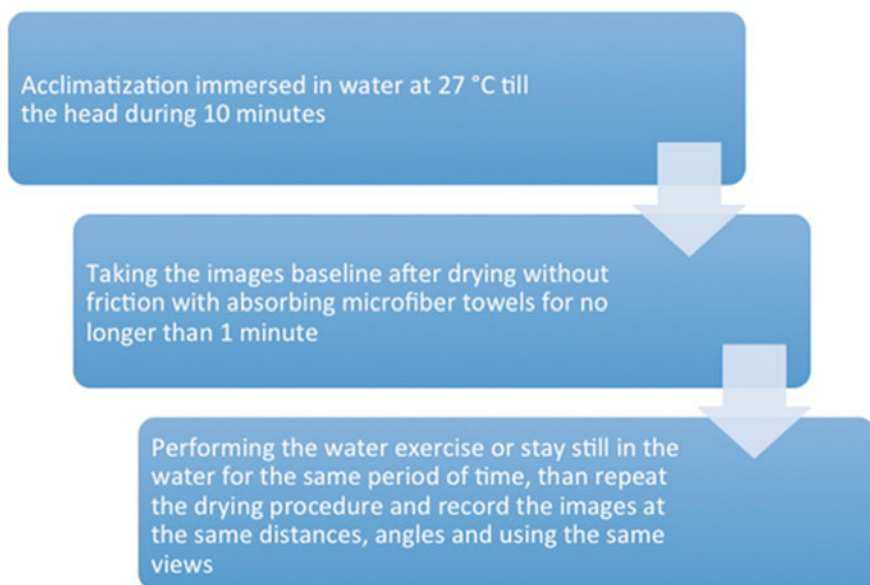 Acclimatization immersed in water at 27 °C till
the head during 10 minutes
Taking the images baseline after drying without
friction with absorbing microfiber towels for no
longer than 1 minute
Performing the water exercise or stay still in the
water for the same period of time, than repeat
the drying procedure and record the images at
the same distances, angles and using the same
views